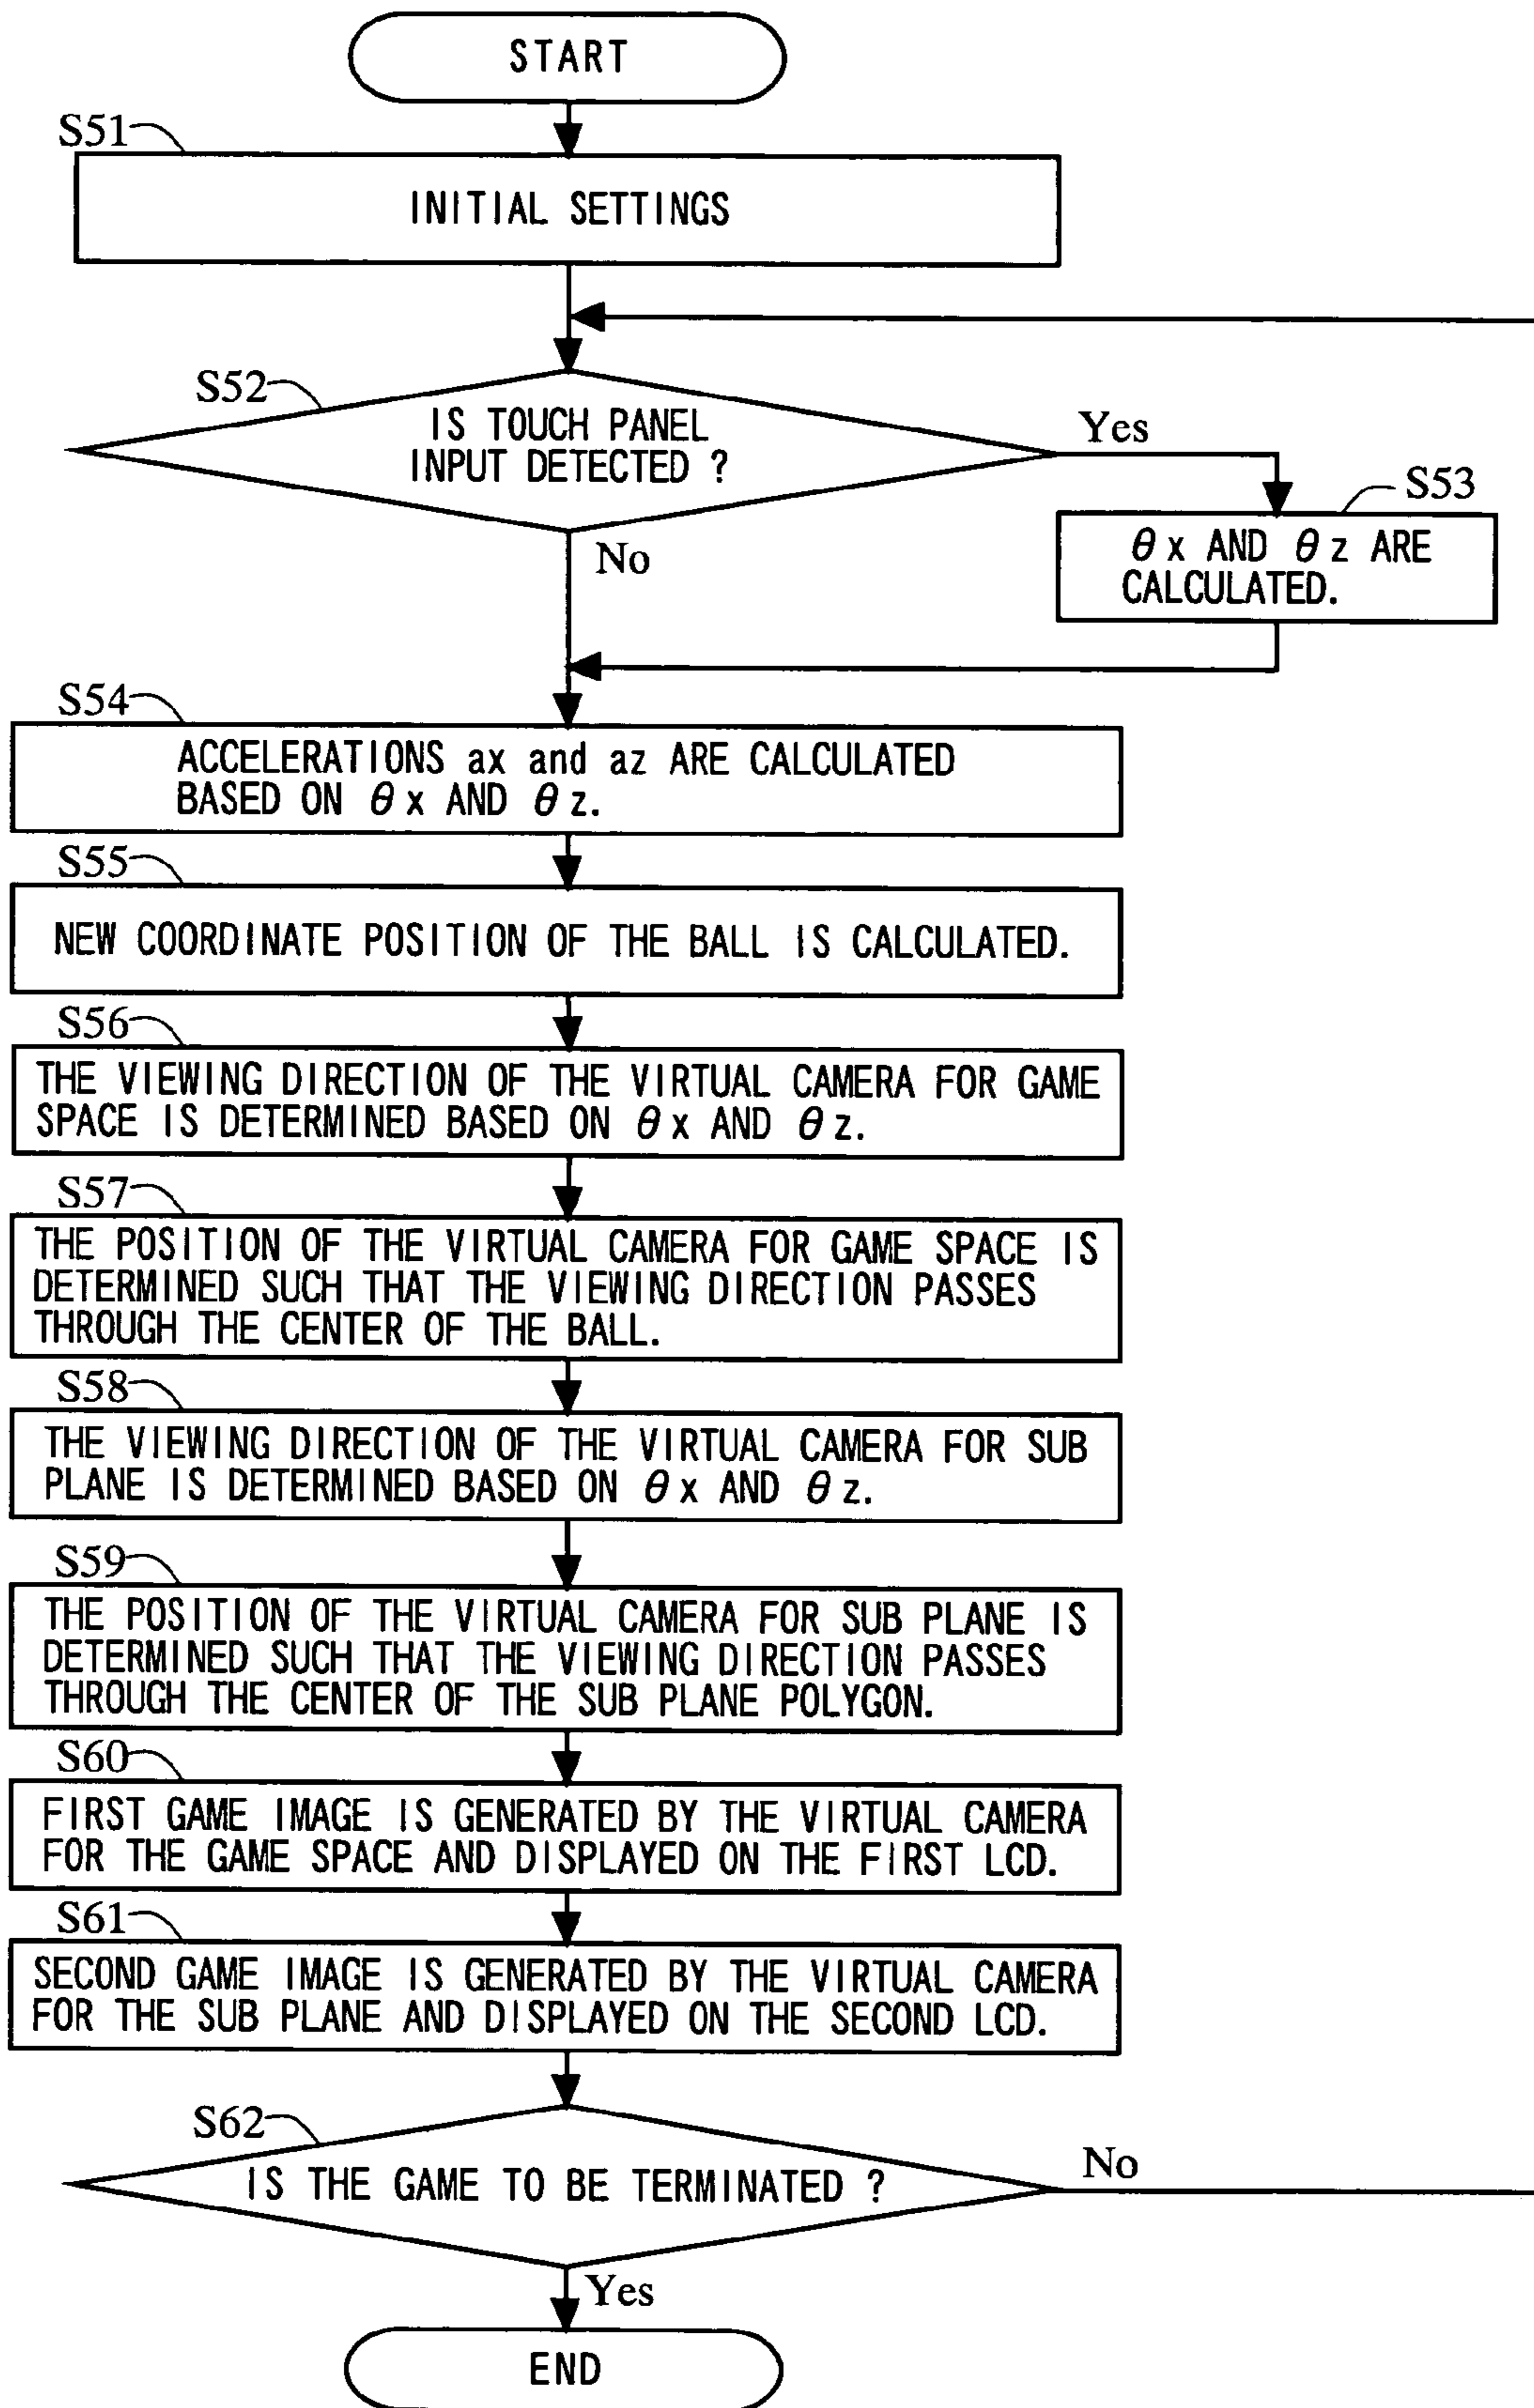 START
S51
INITIAL SETTINGS
S52
IS TOUCH PANEL
INPUT DETECTED ?
Yes
No
S53
θx AND θz ARE
CALCULATED.
S54
ACCELERATIONS ax and az ARE CALCULATED
BASED ON θx AND θz.
S55
NEW COORDINATE POSITION OF THE BALL IS CALCULATED.
S56
THE VIEWING DIRECTION OF THE VIRTUAL CAMERA FOR GAME
SPACE IS DETERMINED BASED ON θx AND θz.
S57
THE POSITION OF THE VIRTUAL CAMERA FOR GAME SPACE IS
DETERMINED SUCH THAT THE VIEWING DIRECTION PASSES
THROUGH THE CENTER OF THE BALL.
S58
THE VIEWING DIRECTION OF THE VIRTUAL CAMERA FOR SUB
PLANE IS DETERMINED BASED ON θx AND θz.
S59
THE POSITION OF THE VIRTUAL CAMERA FOR SUB PLANE IS
DETERMINED SUCH THAT THE VIEWING DIRECTION PASSES
THROUGH THE CENTER OF THE SUB PLANE POLYGON.
S60
FIRST GAME IMAGE IS GENERATED BY THE VIRTUAL CAMERA
FOR THE GAME SPACE AND DISPLAYED ON THE FIRST LCD.
S61
SECOND GAME IMAGE IS GENERATED BY THE VIRTUAL CAMERA
FOR THE SUB PLANE AND DISPLAYED ON THE SECOND LCD.
S62
IS THE GAME TO BE TERMINATED ?
No
Yes
END